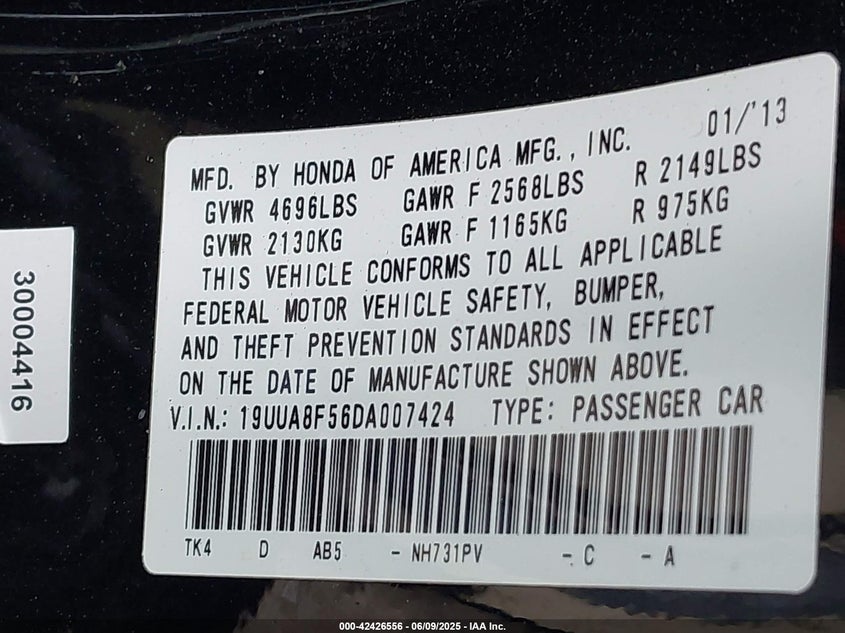 MFD. BY HONDA OF AMERICA MFG., INC. 01/'13
GVWR 4696LBS GAWR F 2568LBS R 2149LBS
GVWR 2130KG GAWR F 1165KG R 975KG
THIS VEHICLE CONFORMS TO ALL APPLICABLE
FEDERAL MOTOR VEHICLE SAFETY, BUMPER,
AND THEFT PREVENTION STANDARDS IN EFFECT
ON THE DATE OF MANUFACTURE SHOWN ABOVE.
V.I.N.: 19UUA8F56DA007424 TYPE: PASSENGER CAR
TK4 D AB5 - NH731PV - C - A
30004416
000-42426556 - 06/09/2025 - IAA Inc.